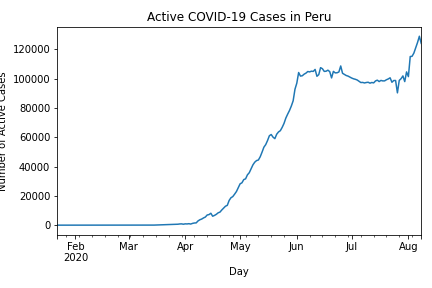 Active COVID-19 Cases in Peru
Number of Active Cases
120000
100000
80000
60000
40000
20000
0
Feb
2020
Mar
Apr
May
Jun
Jul
Aug
Day